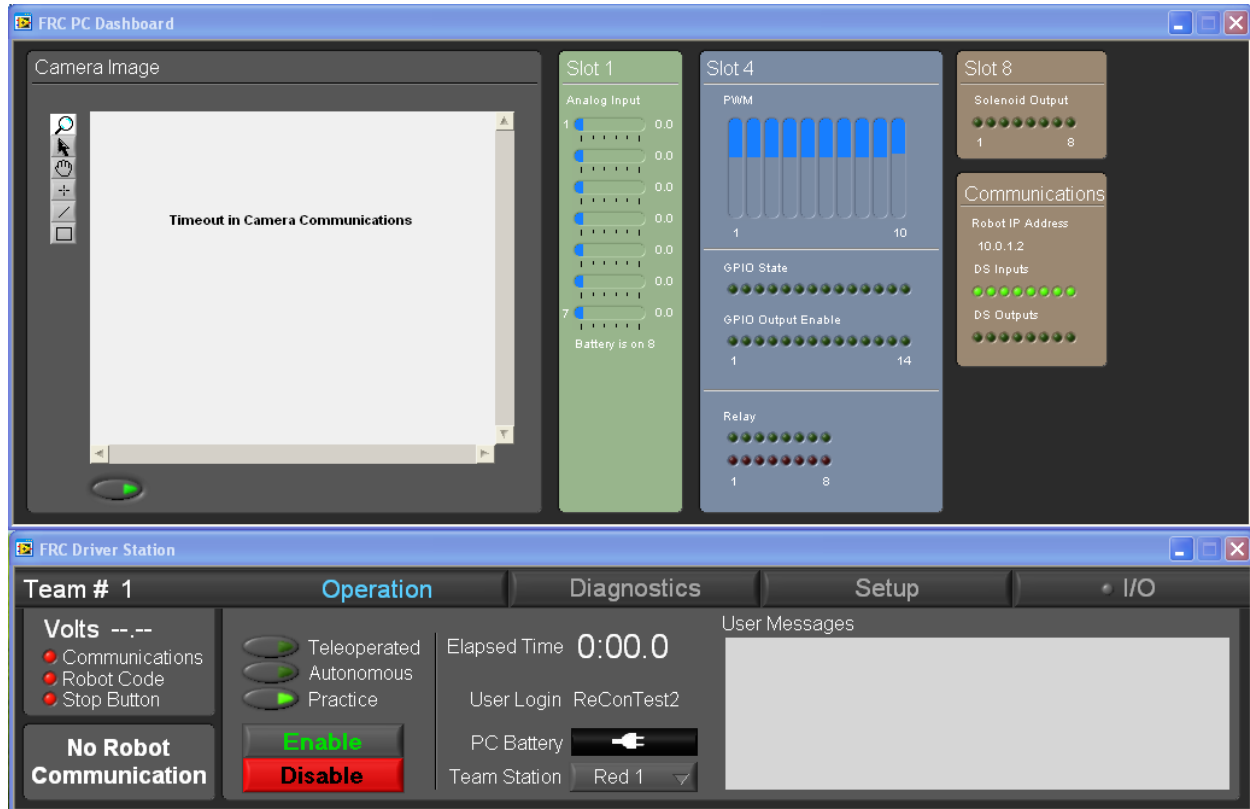 FRC PC Dashboard
Camera Image
Timeout in Camera Communications
Slot 1
Analog Input
1 0.0
0.0
0.0
0.0
0.0
0.0
7 0.0
Battery is on 8
Slot 4
PWM
1 10
GPIO State
GPIO Output Enable
1 14
Relay
1 8
Slot 8
Solenoid Output
1 8
Communications
Robot IP Address
10.0.1.2
DS Inputs
DS Outputs
FRC Driver Station
Team # 1 Operation Diagnostics Setup I/O
Volts --.--
Communications
Robot Code
Stop Button
No Robot
Communication
Teleoperated
Autonomous
Practice
Enable
Disable
Elapsed Time 0:00.0
User Login ReConTest2
PC Battery
Team Station Red 1
User Messages